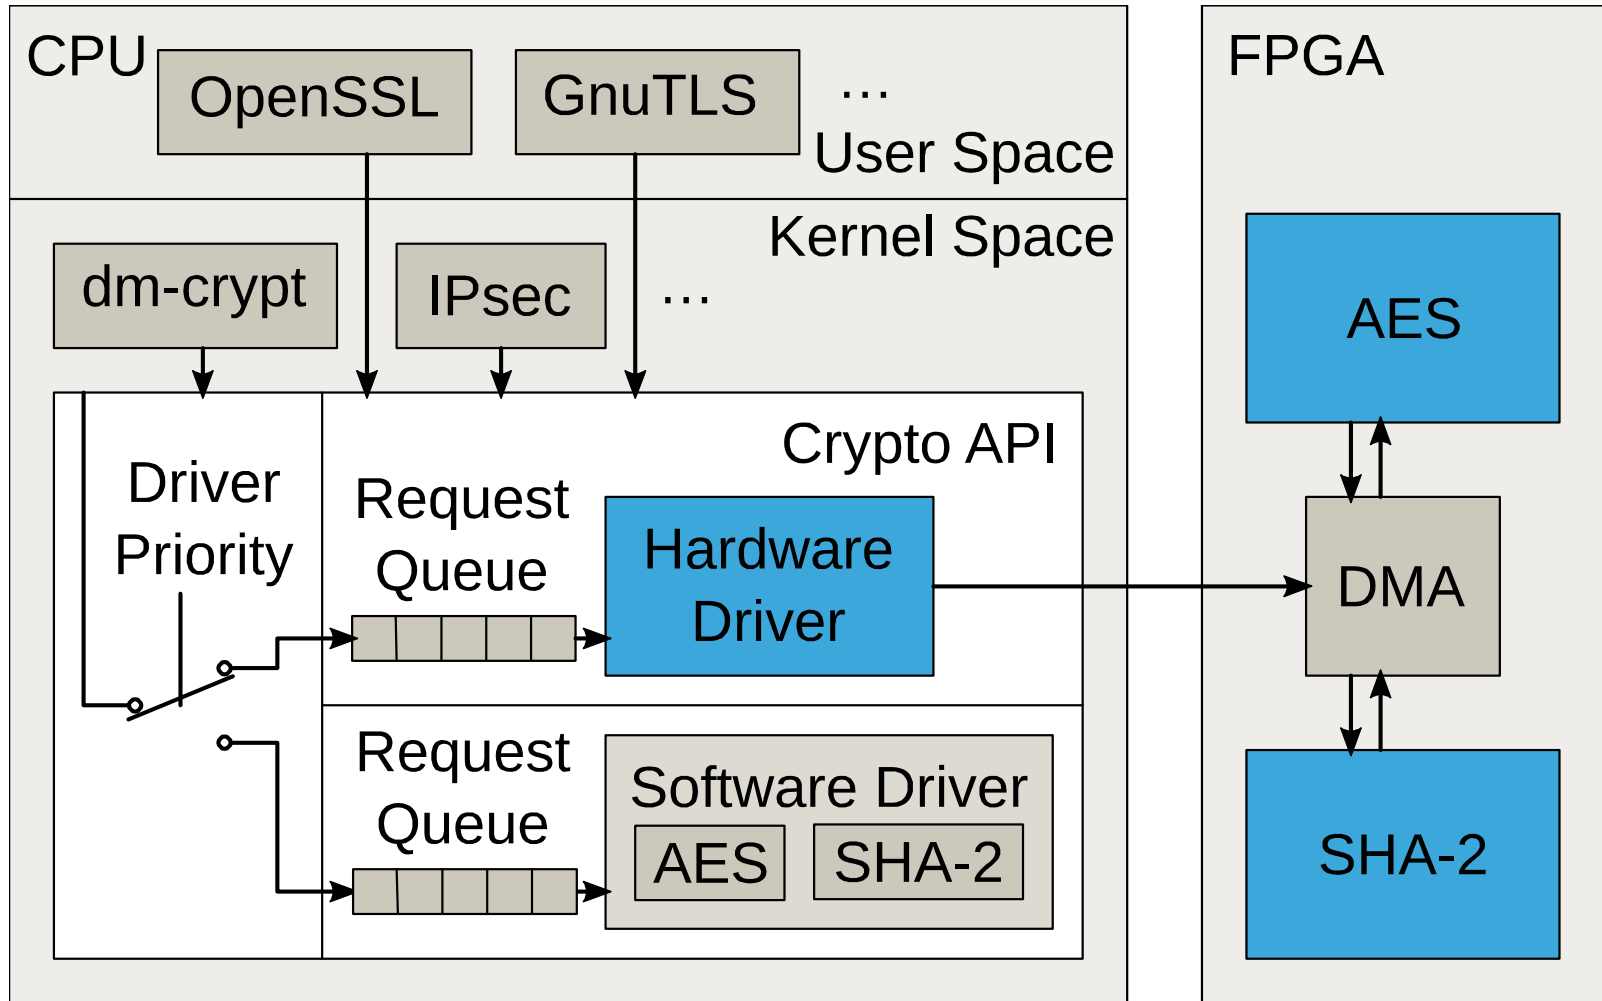 CPU
OpenSSL
GnuTLS
...
User Space
Kernel Space
dm-crypt
IPsec
...
Crypto API
Driver
Priority
Request
Queue
Hardware
Driver
Request
Queue
Software Driver
AES
SHA-2
FPGA
AES
DMA
SHA-2